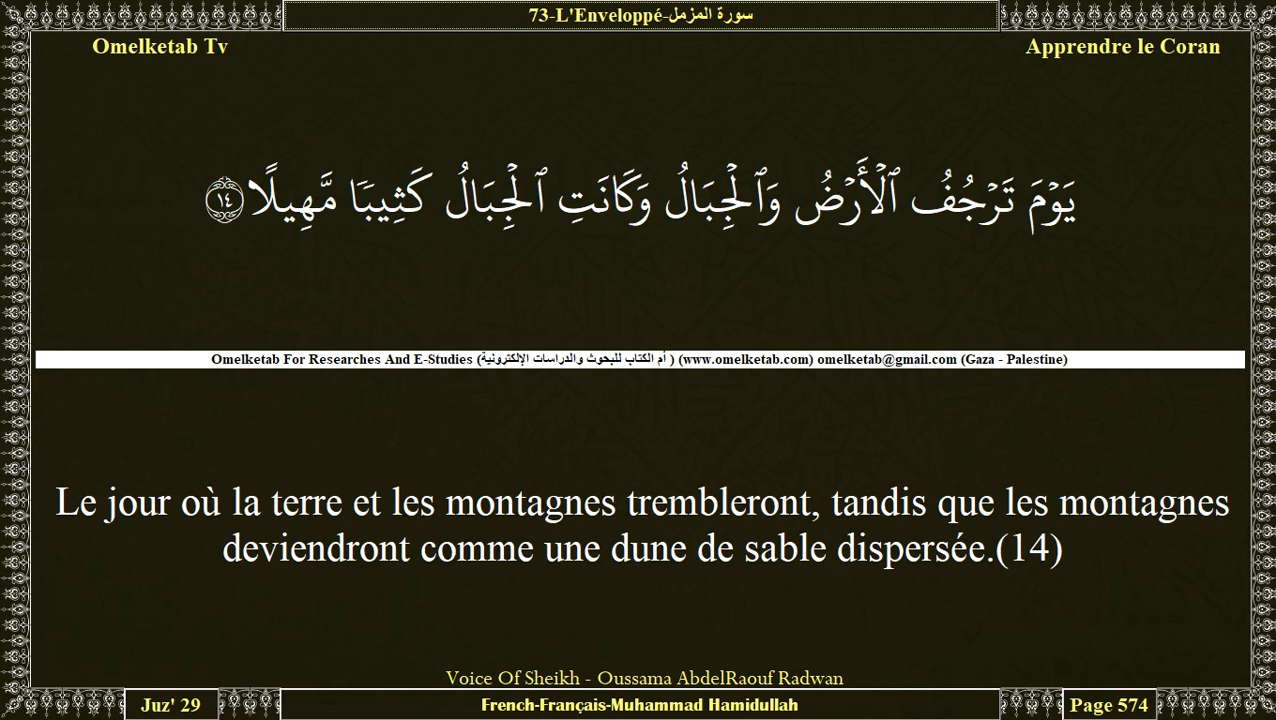 73-L'Enveloppé-سورة المزمل
Omelketab Tv
Apprendre le Coran
يَوْمَ تَرْجُفُ ٱلْأَرْضُ وَٱلْجِبَالُ وَكَانَتِ ٱلْجِبَالُ كَثِيبًا مَّهِيلًا ١٤
Omelketab For Researches And E-Studies (أم الكتاب للبحوث والدراسات الإلكترونية ) (www.omelketab.com) omelketab@gmail.com (Gaza - Palestine)
Le jour où la terre et les montagnes trembleront, tandis que les montagnes
deviendront comme une dune de sable dispersée.(14)
Voice Of Sheikh - Oussama AbdelRaouf Radwan
Juz' 29
French-Français-Muhammad Hamidullah
Page 574